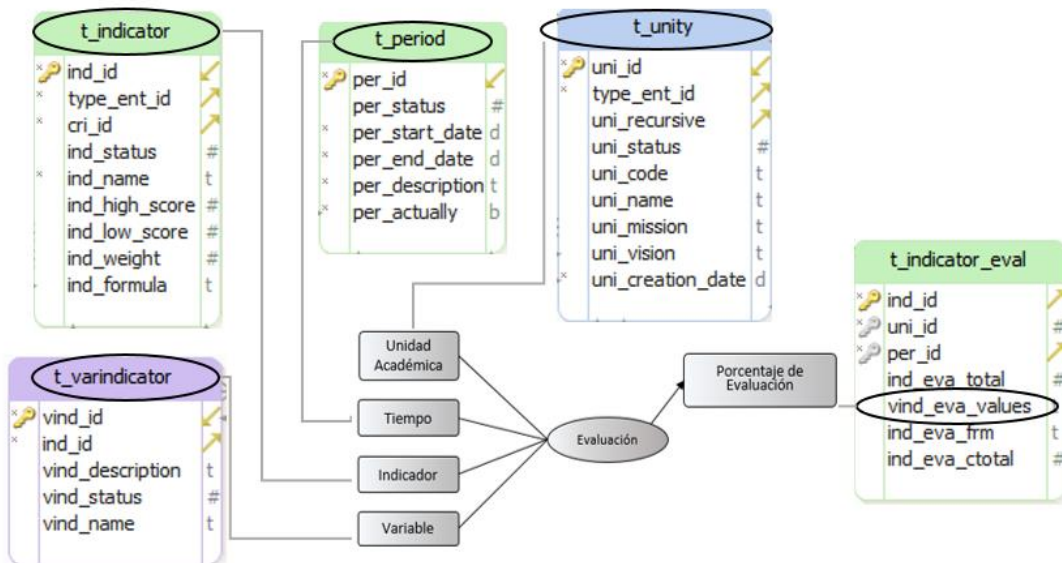 t_indicator
ind_id
type_ent_id
cri_id
ind_status #
ind_name t
ind_high_score #
ind_low_score #
ind_weight #
ind_formula t
t_period
per_id
per_status #
per_start_date d
per_end_date d
per_description t
per_actually b
t_unity
uni_id
type_ent_id
uni_recursive
uni_status #
uni_code t
uni_name t
uni_mission t
uni_vision t
uni_creation_date d
t_indicator_eval
ind_id
uni_id #
per_id
ind_eva_total #
vind_eva_values
ind_eva_frm t
ind_eva_ctotal #
t_varindicator
vind_id
ind_id
vind_description t
vind_status #
vind_name t
Unidad
Académica
Tiempo
Indicador
Variable
Evaluación
Porcentaje de
Evaluación